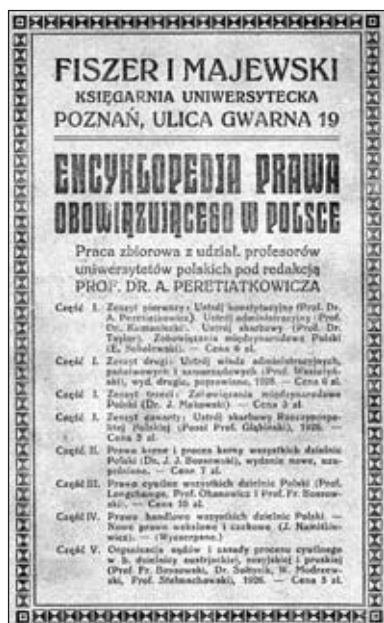 FISZER I MAJEWSKI
KSIĘGARNIA UNIWERSYTECKA
POZNAŃ, ULICA GWARNA 19
ENCYKLOPEDJA PRAWA
OBOWIĄZUJĄCEGO W POLSCE
Praca zbiorowa z udział. profesorów
uniwersytetów polskich pod redakcją
PROF. DR. A. PERETIATKOWICZA
Część I. Zeszyt pierwszy: Ustrój konstytucyjny (Prof. Dr.
A. Peretiatkowicz). Ustrój administracyjny (Prof.
Dr. Kumaniecki). Ustrój skarbowy (Prof. Dr.
Taylor). Zobowiązania międzynarodowe Polski
(E. Sokolewski). — Cena 6 zł.
Część I. Zeszyt drugi: Ustrój władz administracyjnych,
państwowych i samorządowych (Prof. Wasiutyń-
ski), wyd. drugie, poprawione, 1928. — Cena 6 zł.
Część I. Zeszyt trzeci: Zobowiązania międzynarodowe
Polski (Dr. J. Makowski). — Cena 3 zł.
Część I. Zeszyt czwarty: Ustrój skarbowy Rzeczypospo-
litej Polskiej (Poseł Prof. Głąbiński), 1926. —
Cena 3 zł.
Część II. Prawo karne i proces karny wszystkich dzielnic
Polski (Dr. J. J. Bossowski), wydanie nowe, uzu-
pełnione. — Cena 7 zł.
Część III. Prawo cywilne wszystkich dzielnic Polski (Prof.
Longchamps, Prof. Ohanowicz i Prof. Fr. Bossow-
ski). — Cena 10 zł.
Część IV. Prawo handlowe wszystkich dzielnic Polski. —
Nowe prawo wekslowe i czekowe (J. Namitkie-
wicz). — (Wyczerpane.)
Część V. Organizacja sądów i zasady procesu cywilnego
w b. dzielnicy austrjackiej, rosyjskiej i pruskiej
(Prof. Fr. Bossowski, Dr. Sołtysik, W. Modrzew-
ski, Prof. Stelmachowski), 1926. — Cena 5 zł.